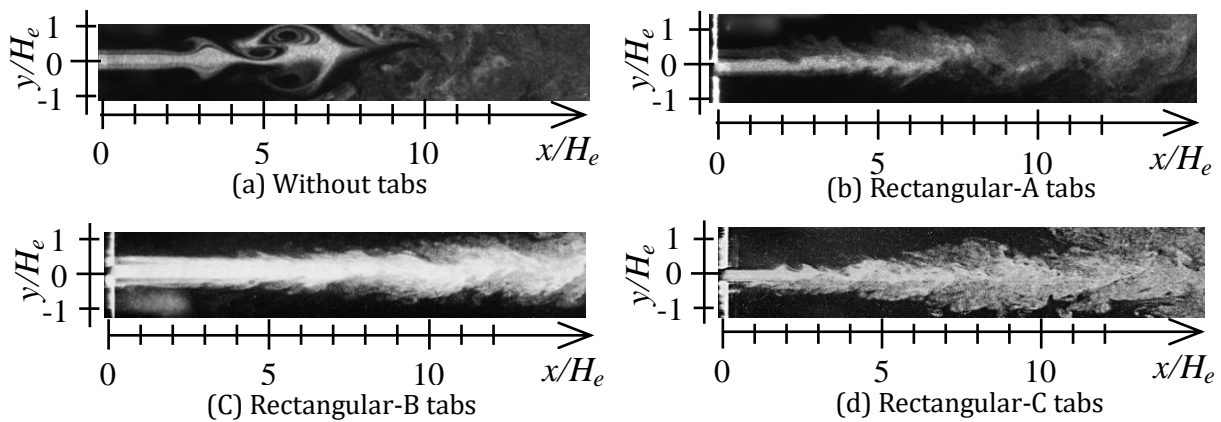 y/He
1
0
-1
0
5
10
x/He
(a) Without tabs
y/He
1
0
-1
0
5
10
x/He
(b) Rectangular-A tabs
y/He
1
0
-1
0
5
10
x/He
(C) Rectangular-B tabs
y/He
1
0
-1
0
5
10
x/He
(d) Rectangular-C tabs